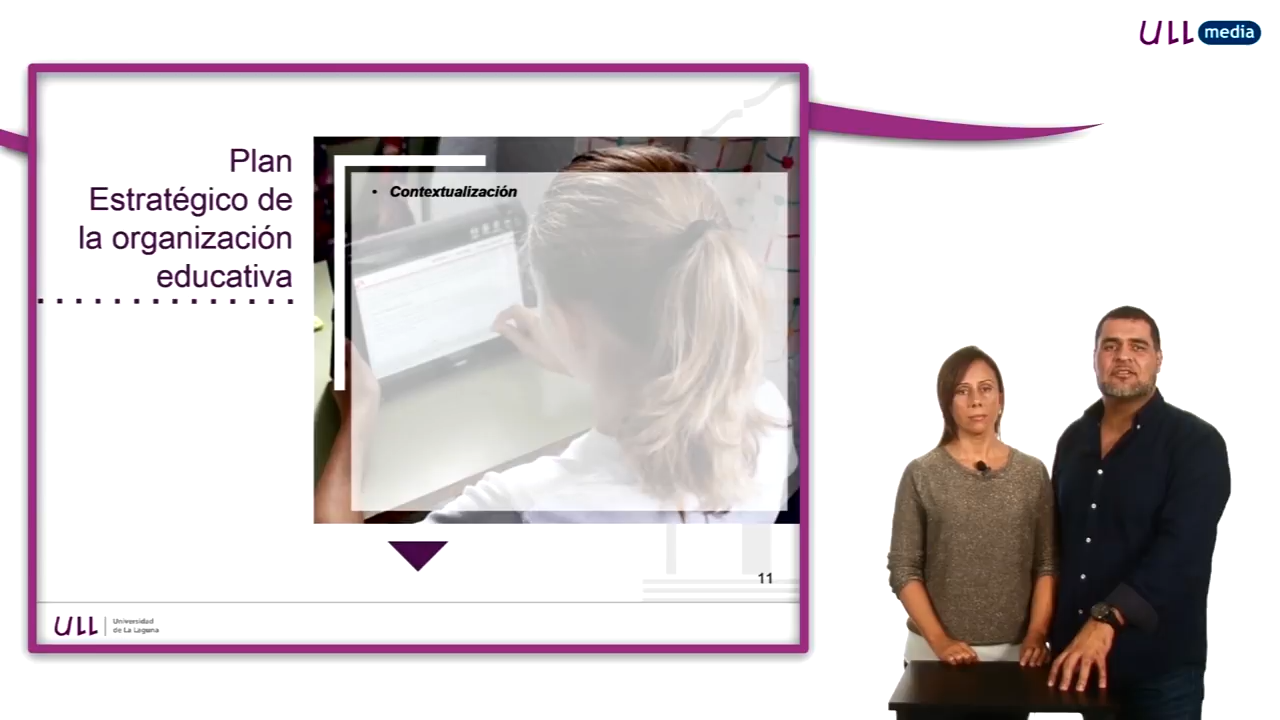 ULL media
Plan
Estratégico de
la organización
educativa
• Contextualización
11
ULL Universidad
de La Laguna